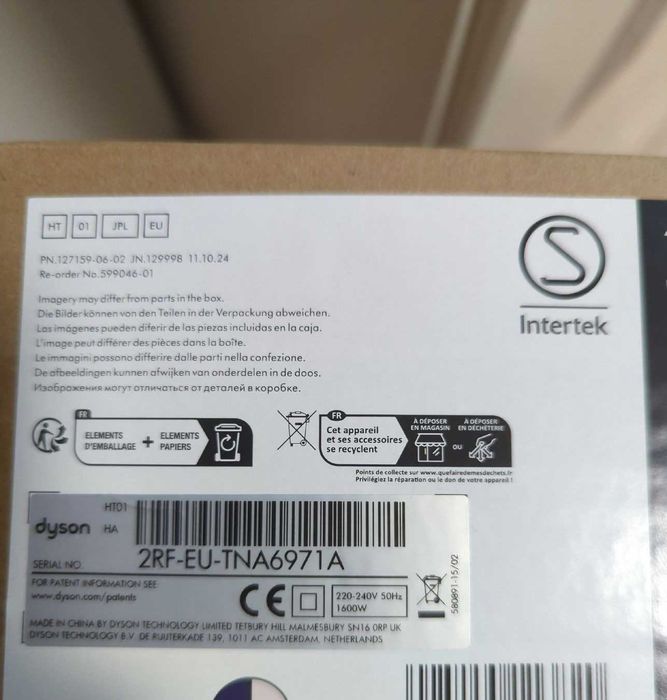 HT 01 JPL EU
PN.127159-06-02 JN.129998 11.10.24
Re-order No.599046-01
Imagery may differ from parts in the box.
Die Bilder können von den Teilen in der Verpackung abweichen.
Las imágenes pueden diferir de las piezas incluidas en la caja.
L'image peut différer des pièces dans la boîte.
Le immagini possono differire dalle parti nella confezione.
De afbeeldingen kunnen afwijken van onderdelen in de doos.
Изображения могут отличаться от деталей в коробке.
S
Intertek
FR
ELEMENTS
D'EMBALLAGE
+
ELEMENTS
PAPIERS
FR
Cet appareil
et ses accessoires
se recyclent
À DÉPOSER
EN MAGASIN
OU
À DÉPOSER
EN DÉCHÈTERIE
Points de collecte sur www.quefairedemesdechets.fr
Privilégiez la réparation ou le don de votre appareil !
dyson
HT01
HA
SERIAL NO.
2RF-EU-TNA6971A
FOR PATENT INFORMATION SEE
www.dyson.com/patents
CE
220-240V 50Hz
1600W
580891-15/02
MADE IN CHINA BY DYSON TECHNOLOGY LIMITED TETBURY HILL MALMESBURY SN16 0RP UK
DYSON TECHNOLOGY B.V. DE RUIJTERKADE 139, 1011 AC AMSTERDAM, NETHERLANDS